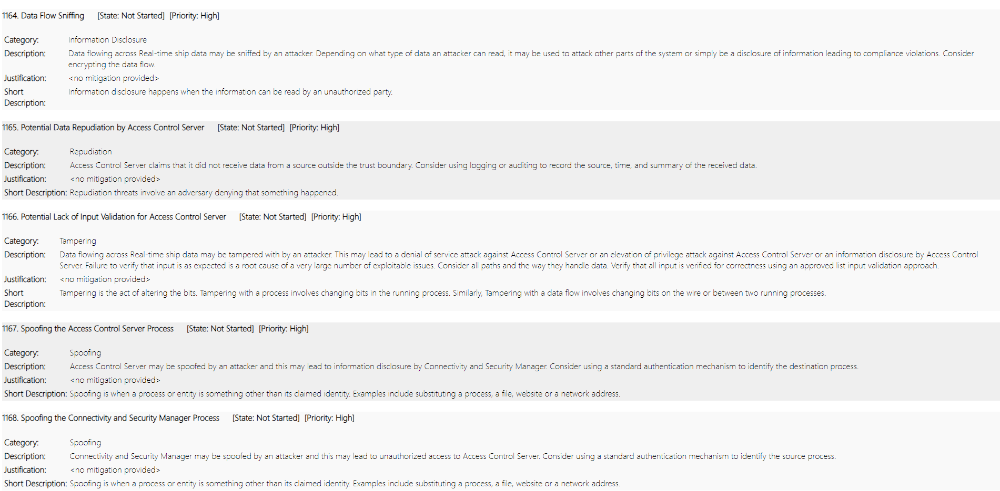 1164. Data Flow Sniffing [State: Not Started] [Priority: High]
Category: Information Disclosure
Description: Data flowing across Real-time ship data may be sniffed by an attacker. Depending on what type of data an attacker can read, it may be used to attack other parts of the system or simply be a disclosure of information leading to compliance violations. Consider
encrypting the data flow.
Justification: <no mitigation provided>
Short Information disclosure happens when the information can be read by an unauthorized party.
Description:
1165. Potential Data Repudiation by Access Control Server [State: Not Started] [Priority: High]
Category: Repudiation
Description: Access Control Server claims that it did not receive data from a source outside the trust boundary. Consider using logging or auditing to record the source, time, and summary of the received data.
Justification: <no mitigation provided>
Short Description: Repudiation threats involve an adversary denying that something happened.
1166. Potential Lack of Input Validation for Access Control Server [State: Not Started] [Priority: High]
Category: Tampering
Description: Data flowing across Real-time ship data may be tampered with by an attacker. This may lead to a denial of service attack against Access Control Server or an elevation of privilege attack against Access Control Server or an information disclosure by Access Control
Server. Failure to verify that input is as expected is a root cause of a very large number of exploitable issues. Consider all paths and the way they handle data. Verify that all input is verified for correctness using an approved list input validation approach.
Justification: <no mitigation provided>
Short Tampering is the act of altering the bits. Tampering with a process involves changing bits in the running process. Similarly, Tampering with a data flow involves changing bits on the wire or between two running processes.
Description:
1167. Spoofing the Access Control Server Process [State: Not Started] [Priority: High]
Category: Spoofing
Description: Access Control Server may be spoofed by an attacker and this may lead to information disclosure by Connectivity and Security Manager. Consider using a standard authentication mechanism to identify the destination process.
Justification: <no mitigation provided>
Short Description: Spoofing is when a process or entity is something other than its claimed identity. Examples include substituting a process, a file, website or a network address.
1168. Spoofing the Connectivity and Security Manager Process [State: Not Started] [Priority: High]
Category: Spoofing
Description: Connectivity and Security Manager may be spoofed by an attacker and this may lead to unauthorized access to Access Control Server. Consider using a standard authentication mechanism to identify the source process.
Justification: <no mitigation provided>
Short Description: Spoofing is when a process or entity is something other than its claimed identity. Examples include substituting a process, a file, website or a network address.